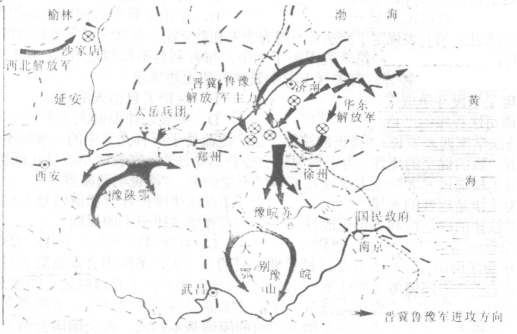 榆林
渤海
沙家店
西北解放军
晋冀鲁豫
解放军主力
济南
华东
解放军
黄
海
延安
太岳兵团
西安
郑州
徐州
豫陕鄂
豫皖苏
国民政府
南京
大别山
鄂豫皖
武昌
晋冀鲁豫军进攻方向